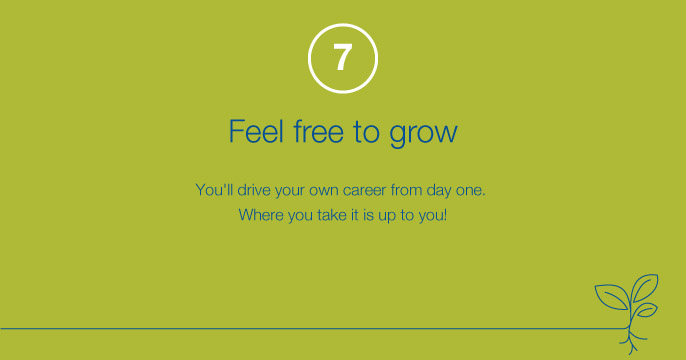 7
Feel free to grow
You'll drive your own career from day one.
Where you take it is up to you!